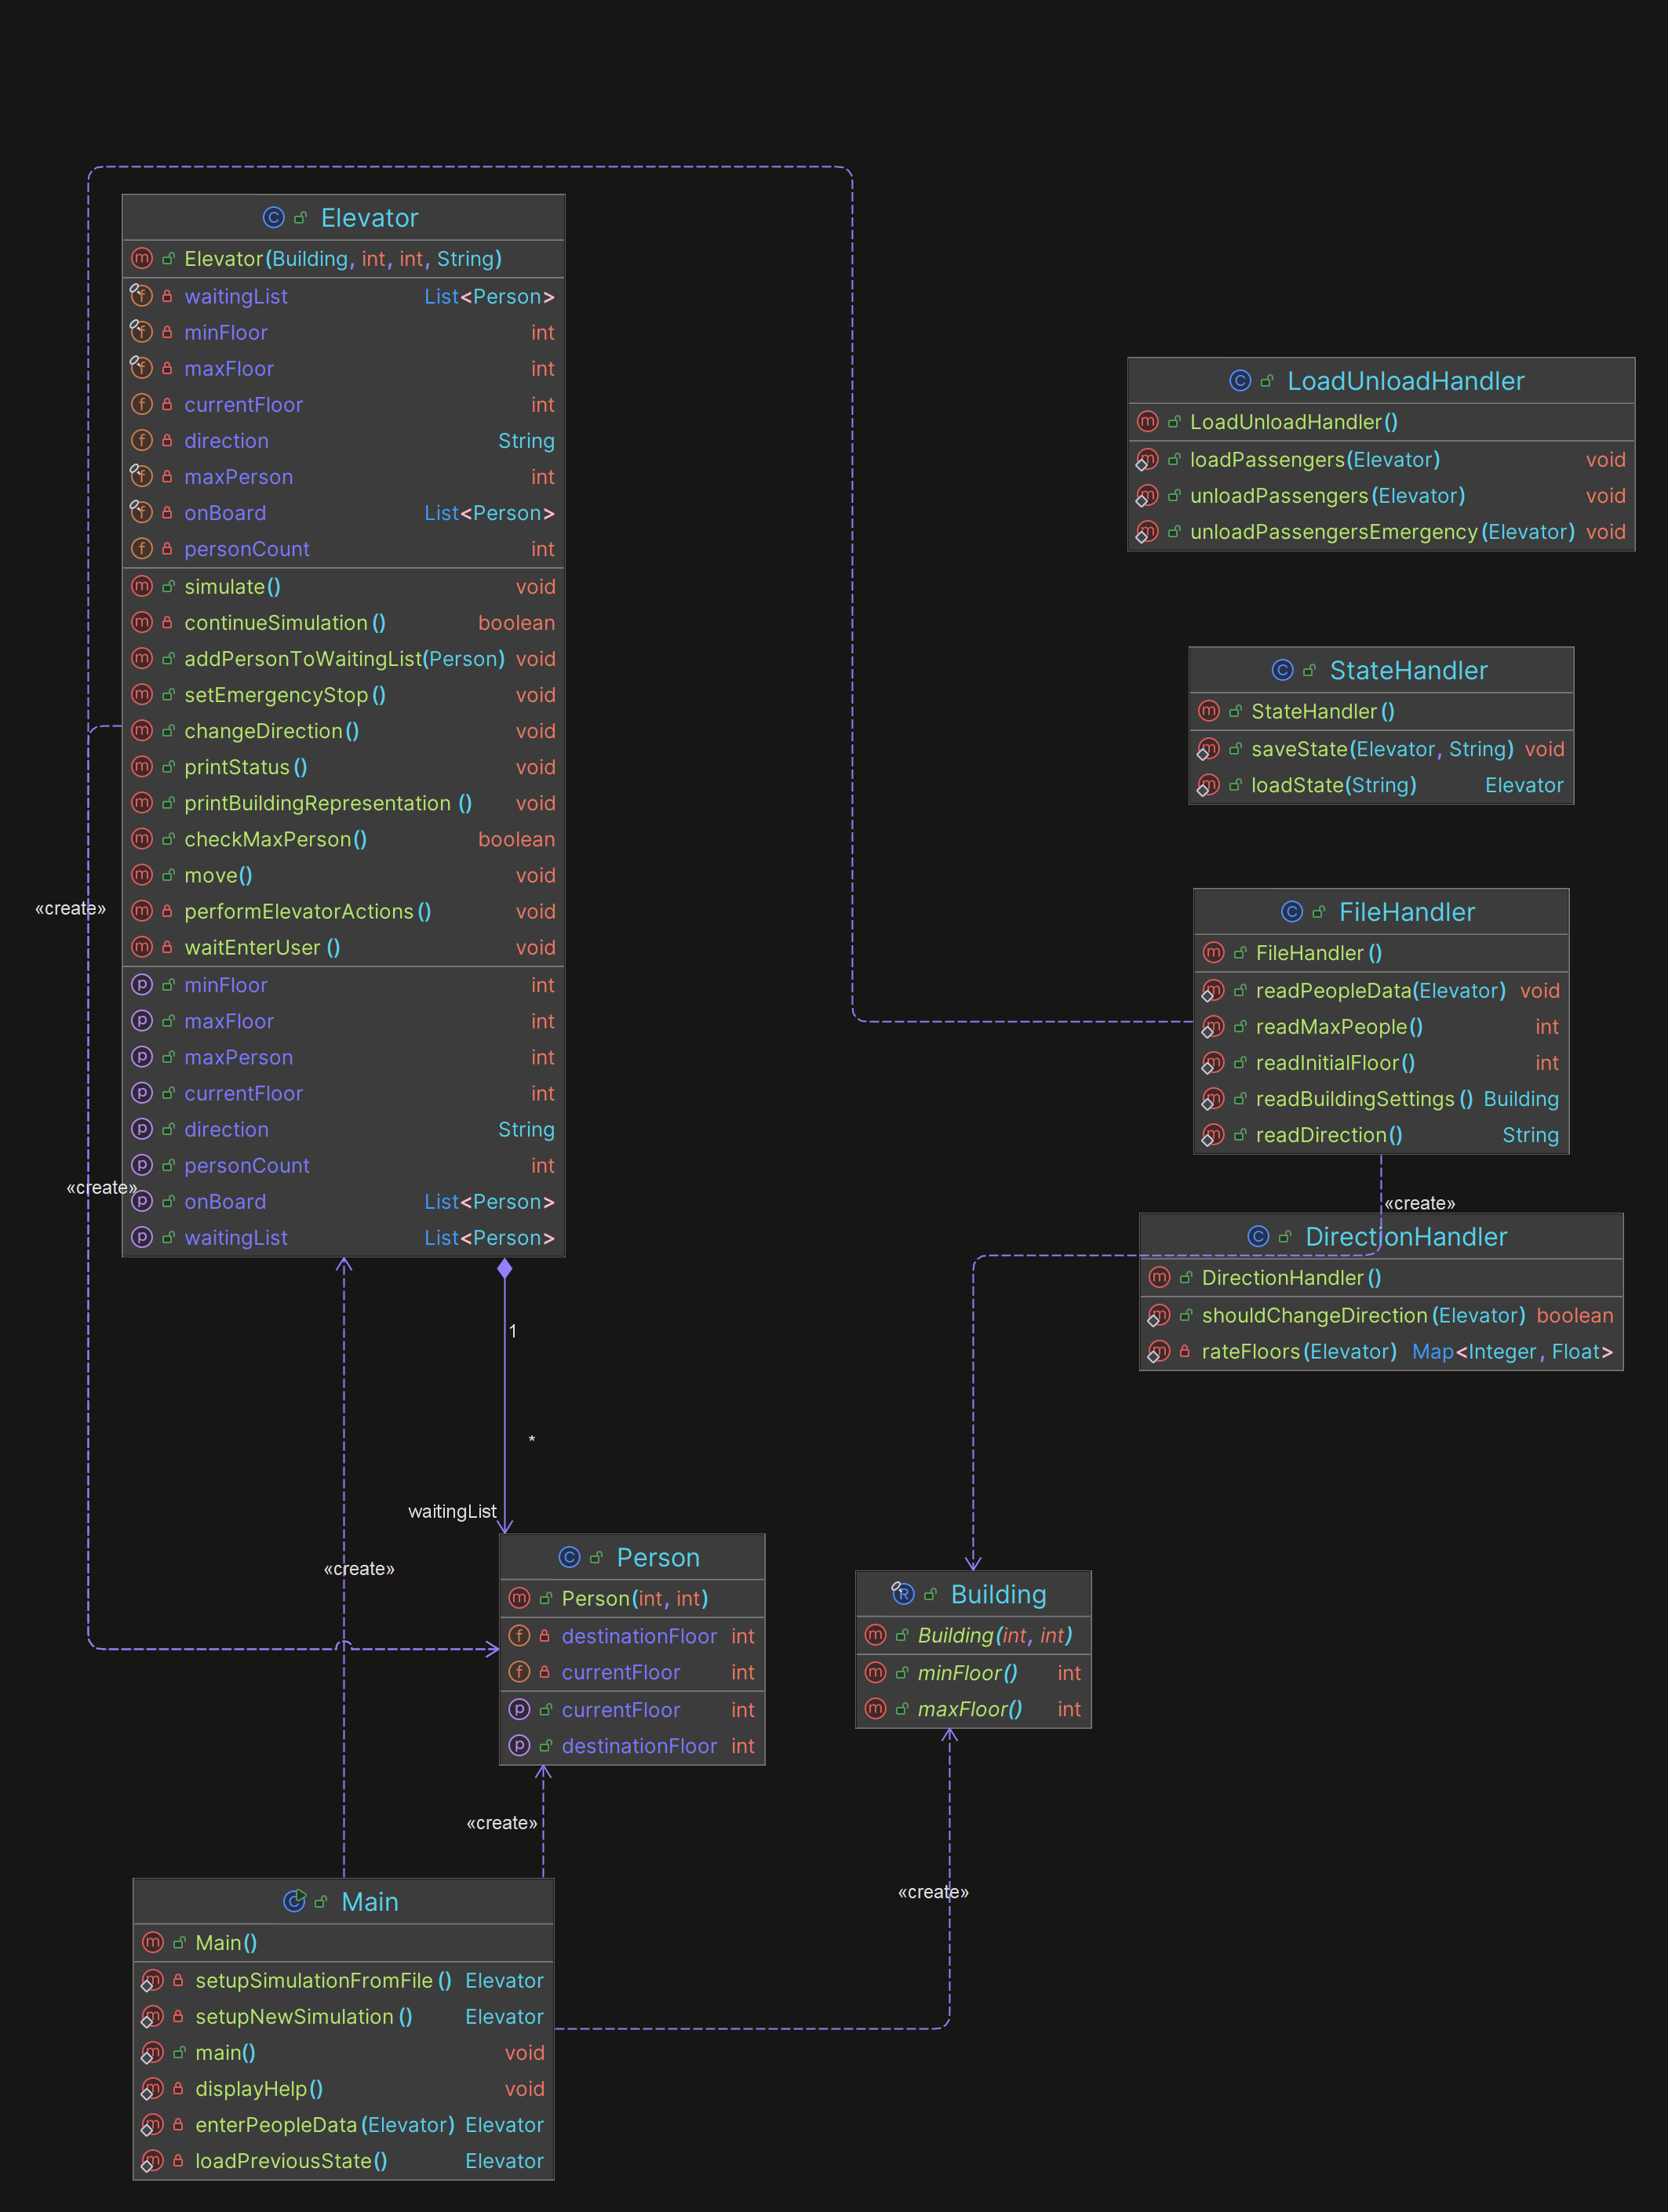 Elevator
Elevator(Building, int, int, String)
waitingList List<Person>
minFloor int
maxFloor int
currentFloor int
direction String
maxPerson int
onBoard List<Person>
personCount int
simulate() void
continueSimulation() boolean
addPersonToWaitingList(Person) void
setEmergencyStop() void
changeDirection() void
printStatus() void
printBuildingRepresentation() void
checkMaxPerson() boolean
move() void
performElevatorActions() void
waitEnterUser() void
minFloor int
maxFloor int
maxPerson int
currentFloor int
direction String
personCount int
onBoard List<Person>
waitingList List<Person>
«create»
«create»
LoadUnloadHandler
LoadUnloadHandler()
loadPassengers(Elevator) void
unloadPassengers(Elevator) void
unloadPassengersEmergency(Elevator) void
StateHandler
StateHandler()
saveState(Elevator, String) void
loadState(String) Elevator
FileHandler
FileHandler()
readPeopleData(Elevator) void
readMaxPeople() int
readInitialFloor() int
readBuildingSettings() Building
readDirection() String
«create»
DirectionHandler
DirectionHandler()
shouldChangeDirection(Elevator) boolean
rateFloors(Elevator) Map<Integer, Float>
1
*
waitingList
«create»
Person
Person(int, int)
destinationFloor int
currentFloor int
currentFloor int
destinationFloor int
Building
Building(int, int)
minFloor() int
maxFloor() int
«create»
«create»
Main
Main()
setupSimulationFromFile() Elevator
setupNewSimulation() Elevator
main() void
displayHelp() void
enterPeopleData(Elevator) Elevator
loadPreviousState() Elevator